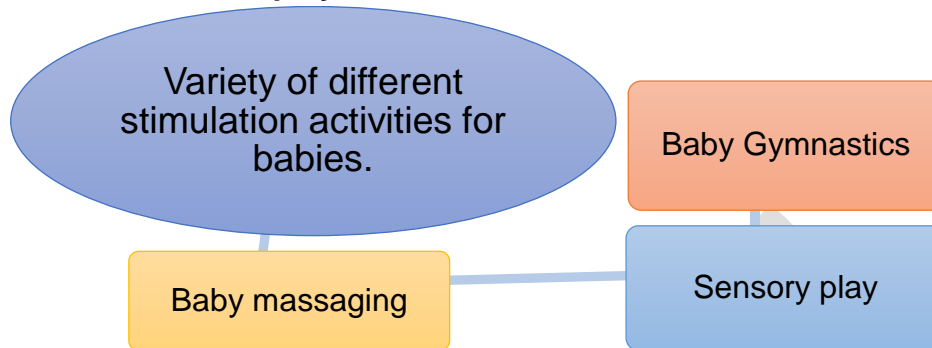 Variety of different
stimulation activities for
babies.
Baby Gymnastics
Baby massaging
Sensory play